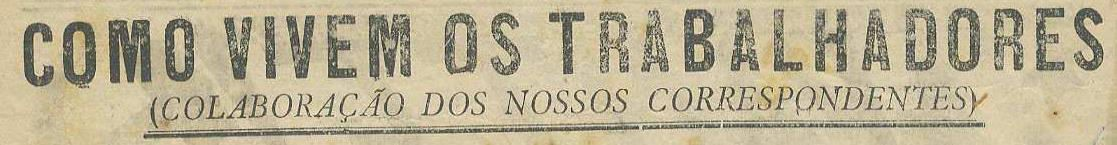 COMO VIVEM OS TRABALHADORES
(COLABORAÇÃO DOS NOSSOS CORRESPONDENTES)